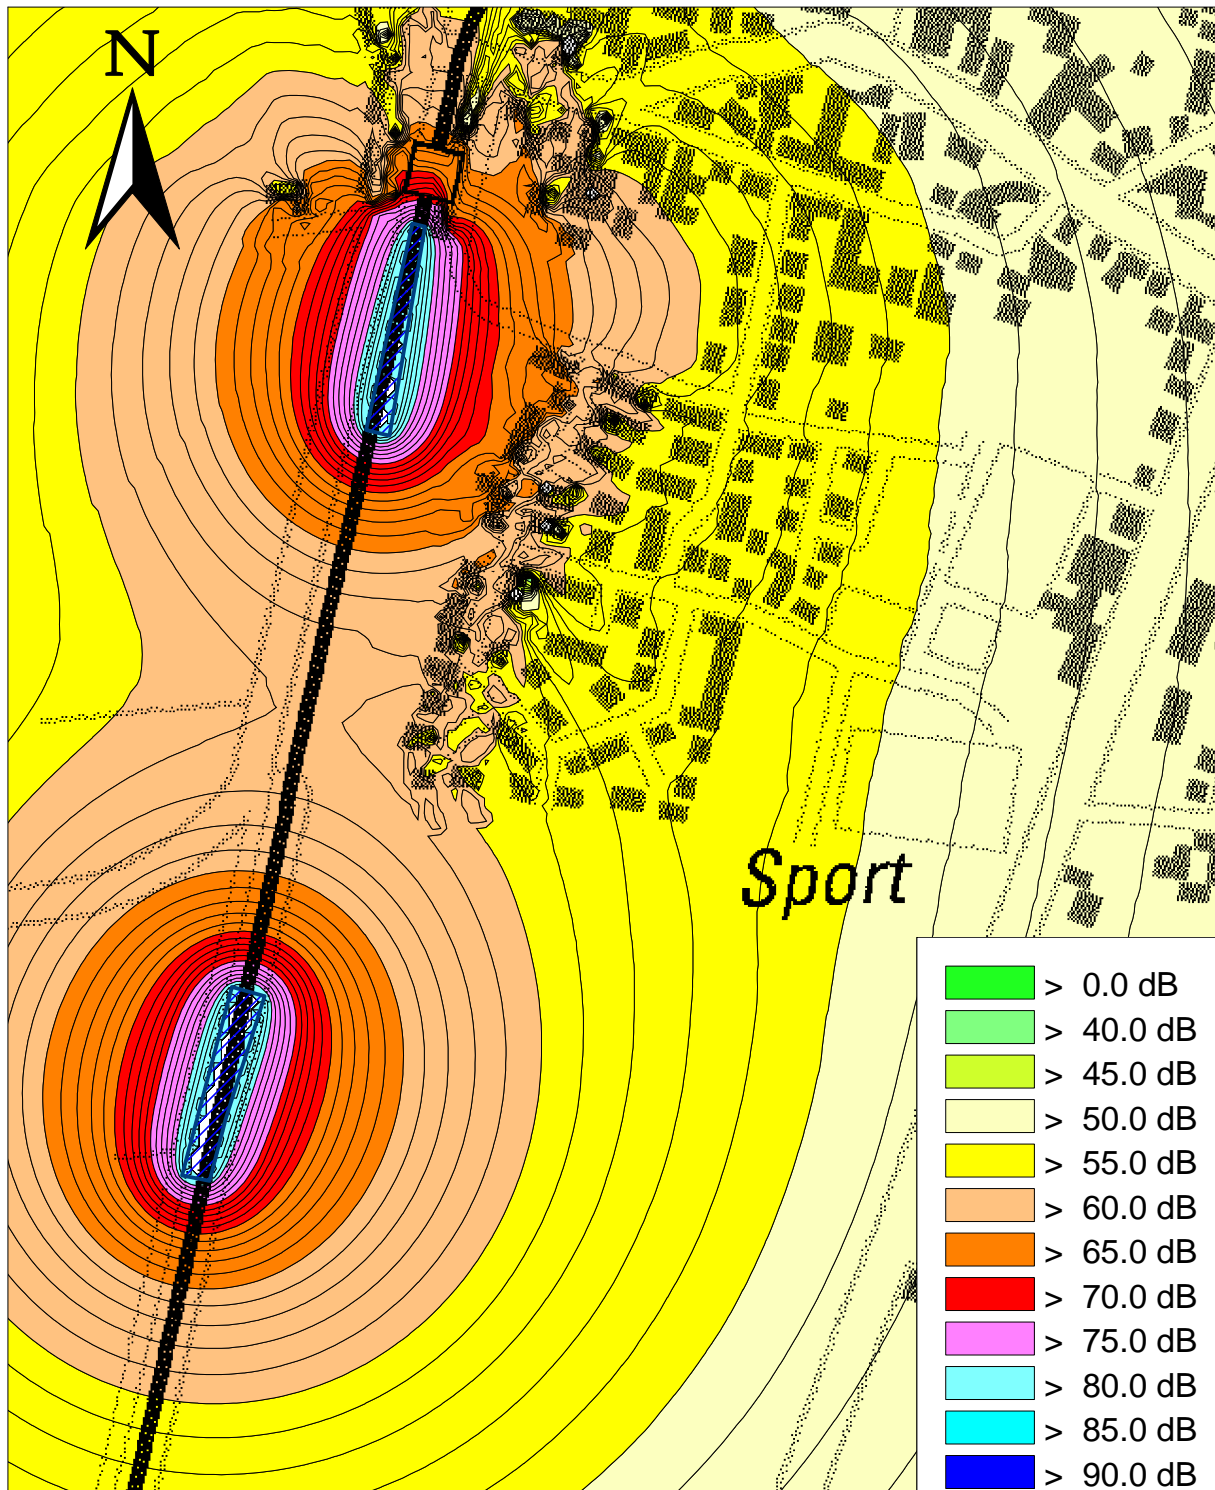 N
Sport
> 0.0 dB
> 40.0 dB
> 45.0 dB
> 50.0 dB
> 55.0 dB
> 60.0 dB
> 65.0 dB
> 70.0 dB
> 75.0 dB
> 80.0 dB
> 85.0 dB
> 90.0 dB